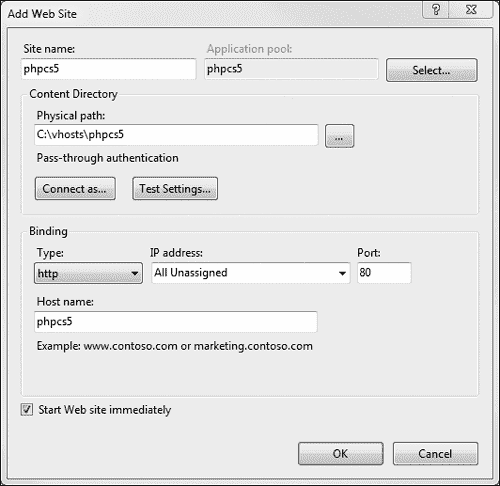 Add Web Site
Site name: Application pool:
phpcs5 phpcs5 Select...
Content Directory
Physical path:
C:\vhosts\phpcs5 ...
Pass-through authentication
Connect as... Test Settings...
Binding
Type: IP address: Port:
http All Unassigned 80
Host name:
phpcs5
Example: www.contoso.com or marketing.contoso.com
Start Web site immediately
OK Cancel